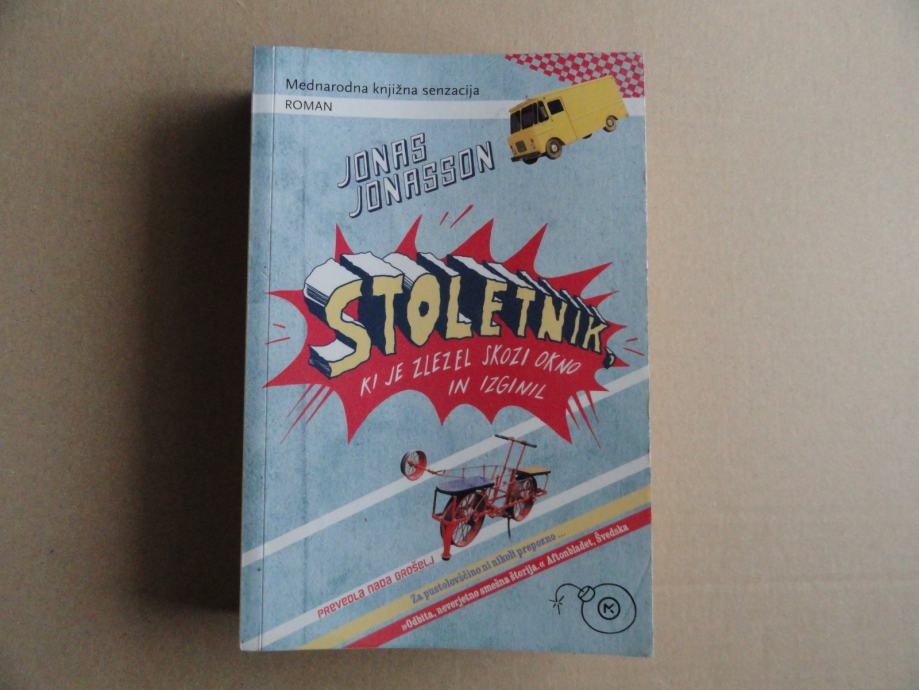 Mednarodna knjižna senzacija
ROMAN
JONAS
JONASSON
STOLETNIK,
KI JE ZLEZEL SKOZI OKNO
IN IZGINIL
PREVEDLA NADA GROŠELJ
Za pustolovščino ni nikoli prepozno ...
»Odbita, neverjetno smešna štorija.« Aftonbladet, Švedska
M